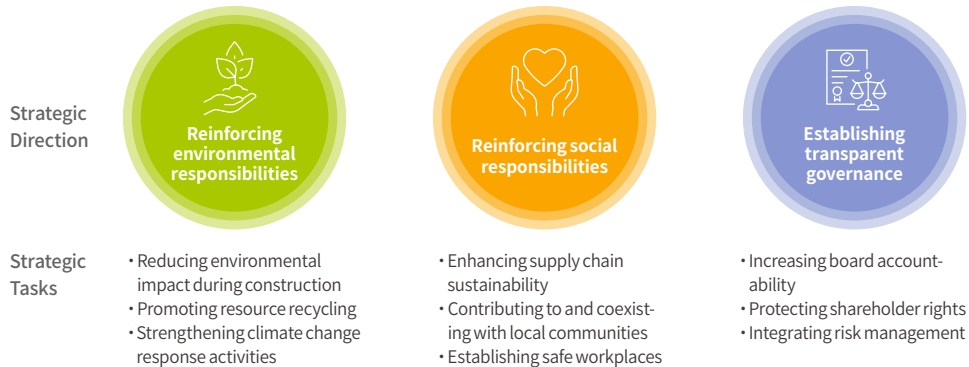 Strategic
Direction
Reinforcing
environmental
responsibilities
Reinforcing social
responsibilities
Establishing
transparent
governance
Strategic
Tasks
• Reducing environmental
impact during construction
• Promoting resource recycling
• Strengthening climate change
response activities
• Enhancing supply chain
sustainability
• Contributing to and coexist-
ing with local communities
• Establishing safe workplaces
• Increasing board account-
ability
• Protecting shareholder rights
• Integrating risk management